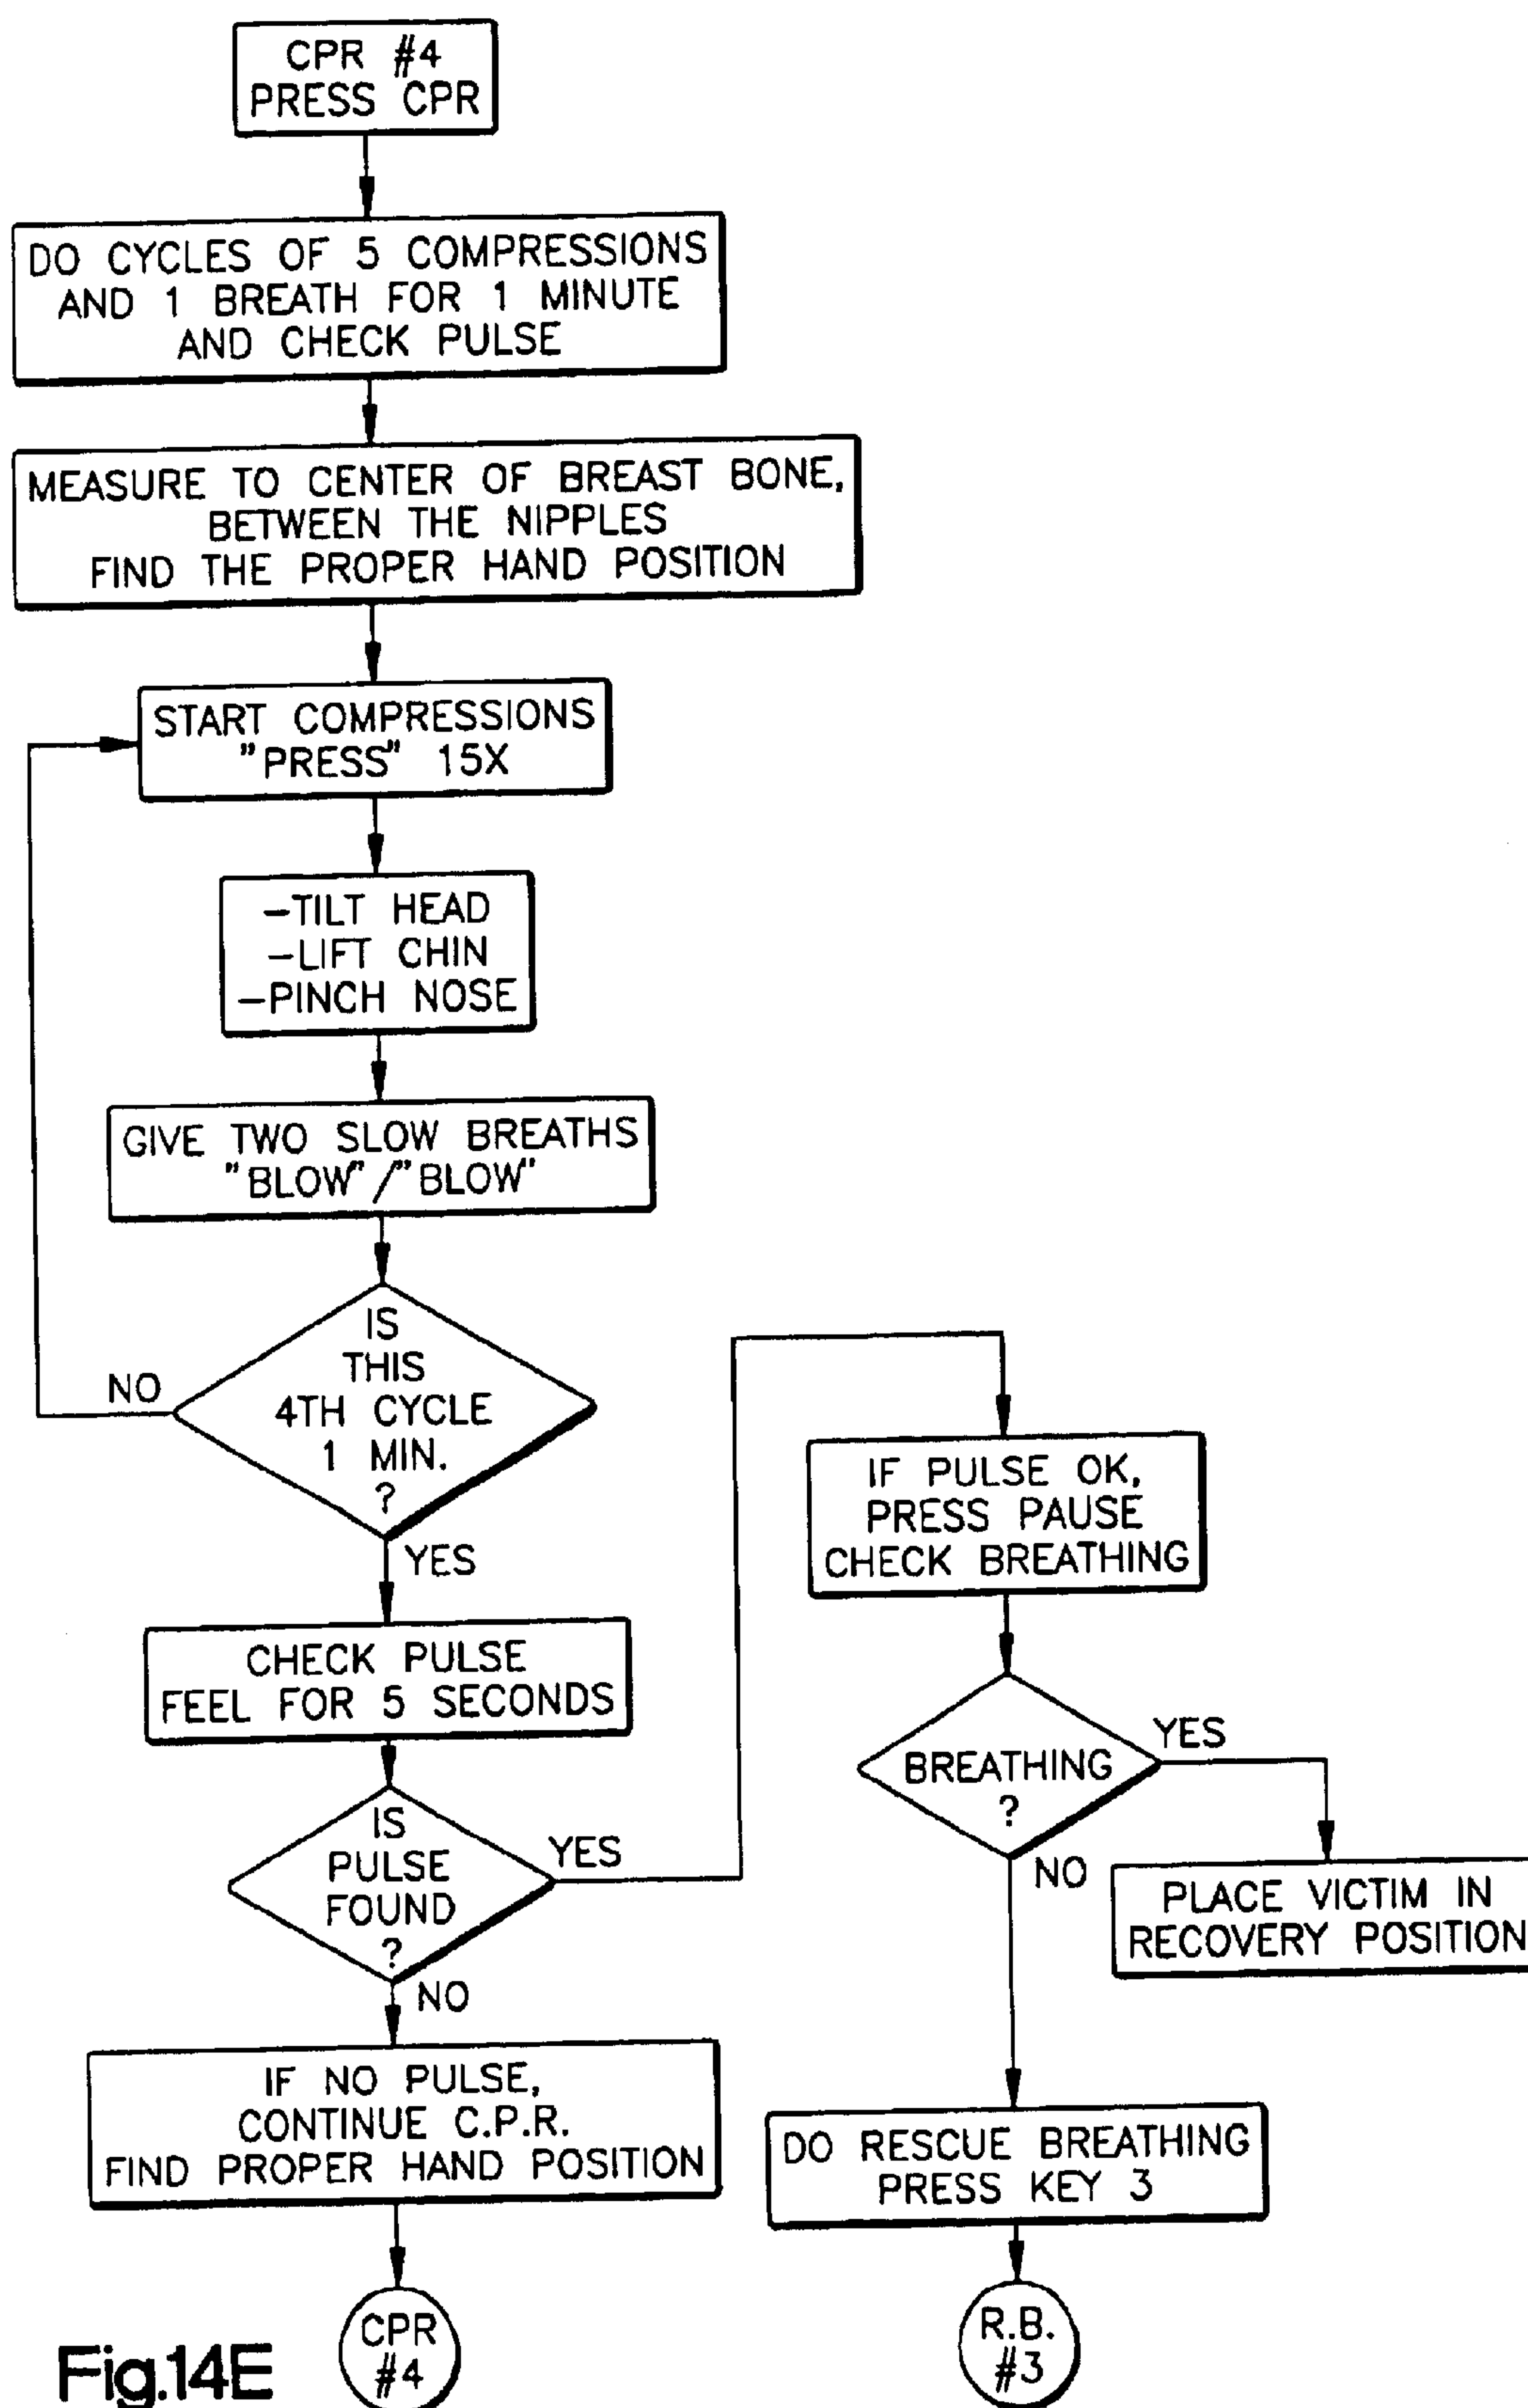 CPR #4
PRESS CPR
DO CYCLES OF 5 COMPRESSIONS
AND 1 BREATH FOR 1 MINUTE
AND CHECK PULSE
MEASURE TO CENTER OF BREAST BONE,
BETWEEN THE NIPPLES
FIND THE PROPER HAND POSITION
START COMPRESSIONS
"PRESS" 15X
-TILT HEAD
-LIFT CHIN
-PINCH NOSE
GIVE TWO SLOW BREATHS
"BLOW"/"BLOW"
IS
THIS
4TH CYCLE
1 MIN.
?
NO
YES
CHECK PULSE
FEEL FOR 5 SECONDS
IS
PULSE
FOUND
?
YES
NO
IF NO PULSE,
CONTINUE C.P.R.
FIND PROPER HAND POSITION
CPR
#4
IF PULSE OK,
PRESS PAUSE
CHECK BREATHING
BREATHING
?
YES
NO
PLACE VICTIM IN
RECOVERY POSITION
DO RESCUE BREATHING
PRESS KEY 3
R.B.
#3
Fig.14E